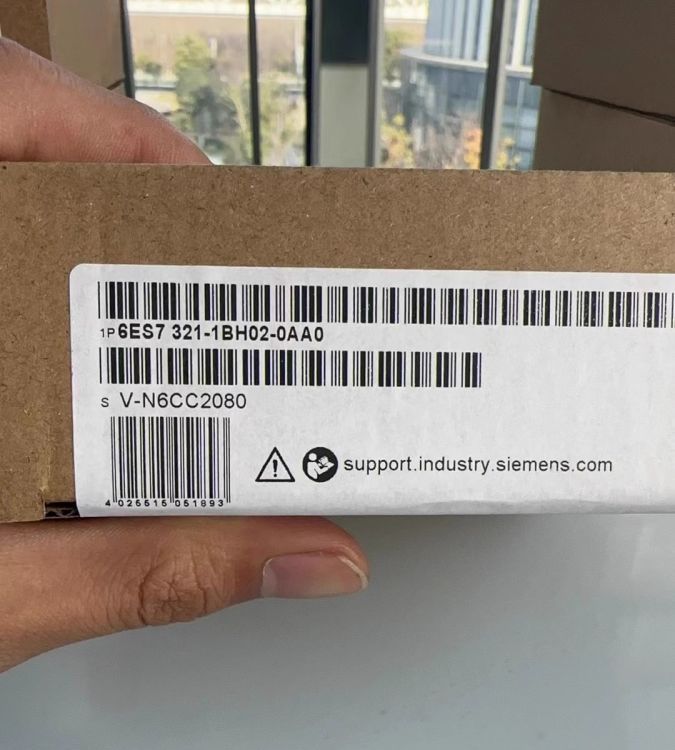 1P 6ES7 321-1BH02-0AA0
S V-N6CC2080
support.industry.siemens.com
4 025515 051893